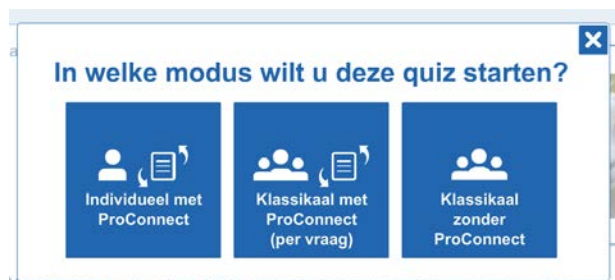 In welke modus wilt u deze quiz starten?
Individueel met
ProConnect
Klassikaal met
ProConnect
(per vraag)
Klassikaal
zonder
ProConnect